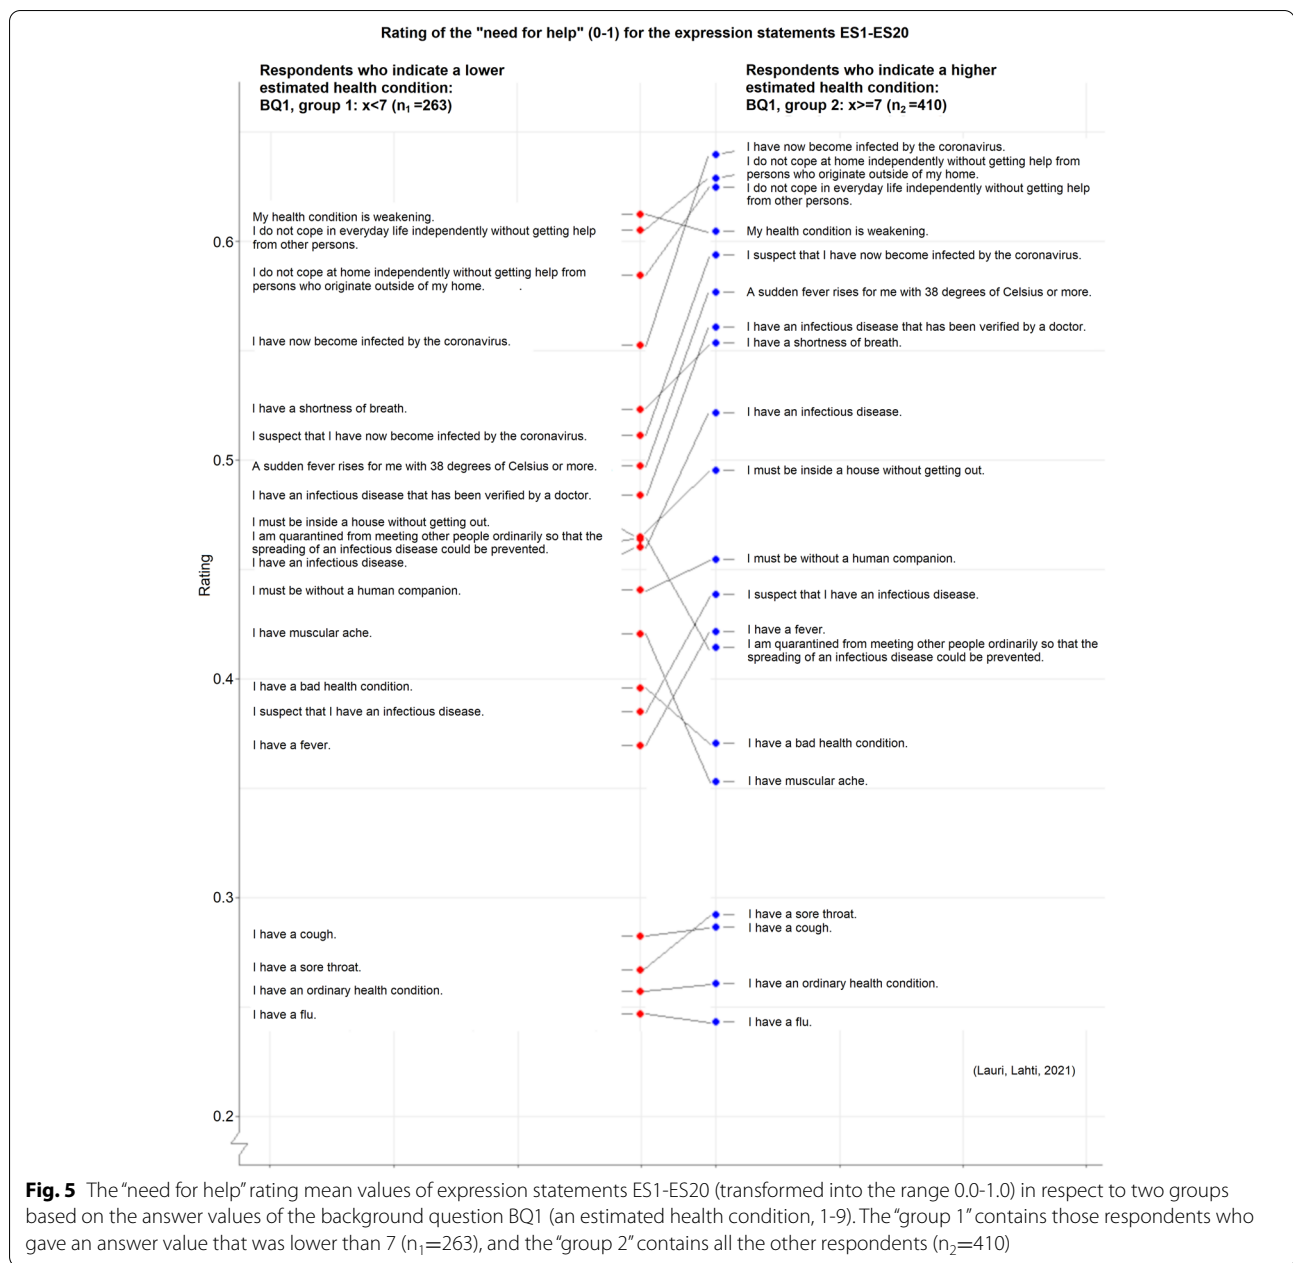 Rating of the "need for help" (0-1) for the expression statements ES1-ES20
Respondents who indicate a lower
estimated health condition:
BQ1, group 1: x<7 (n₁ =263)
Respondents who indicate a higher
estimated health condition:
BQ1, group 2: x>=7 (n₂ =410)
My health condition is weakening.
I do not cope in everyday life independently without getting help
from other persons.
I do not cope at home independently without getting help from
persons who originate outside of my home.
I have now become infected by the coronavirus.
I have a shortness of breath.
I suspect that I have now become infected by the coronavirus.
A sudden fever rises for me with 38 degrees of Celsius or more.
I have an infectious disease that has been verified by a doctor.
I must be inside a house without getting out.
I am quarantined from meeting other people ordinarily so that the
spreading of an infectious disease could be prevented.
I have an infectious disease.
I must be without a human companion.
I have muscular ache.
I have a bad health condition.
I suspect that I have an infectious disease.
I have a fever.
I have a cough.
I have a sore throat.
I have an ordinary health condition.
I have a flu.
I have now become infected by the coronavirus.
I do not cope at home independently without getting help from
persons who originate outside of my home.
I do not cope in everyday life independently without getting help
from other persons.
My health condition is weakening.
I suspect that I have now become infected by the coronavirus.
A sudden fever rises for me with 38 degrees of Celsius or more.
I have an infectious disease that has been verified by a doctor.
I have a shortness of breath.
I have an infectious disease.
I must be inside a house without getting out.
I must be without a human companion.
I suspect that I have an infectious disease.
I have a fever.
I am quarantined from meeting other people ordinarily so that the
spreading of an infectious disease could be prevented.
I have a bad health condition.
I have muscular ache.
I have a sore throat.
I have a cough.
I have an ordinary health condition.
I have a flu.
(Lauri, Lahti, 2021)
Rating
0.6
0.5
0.4
0.3
0.2
Fig. 5 The "need for help" rating mean values of expression statements ES1-ES20 (transformed into the range 0.0-1.0) in respect to two groups
based on the answer values of the background question BQ1 (an estimated health condition, 1-9). The "group 1" contains those respondents who
gave an answer value that was lower than 7 (n₁=263), and the "group 2" contains all the other respondents (n₂=410)